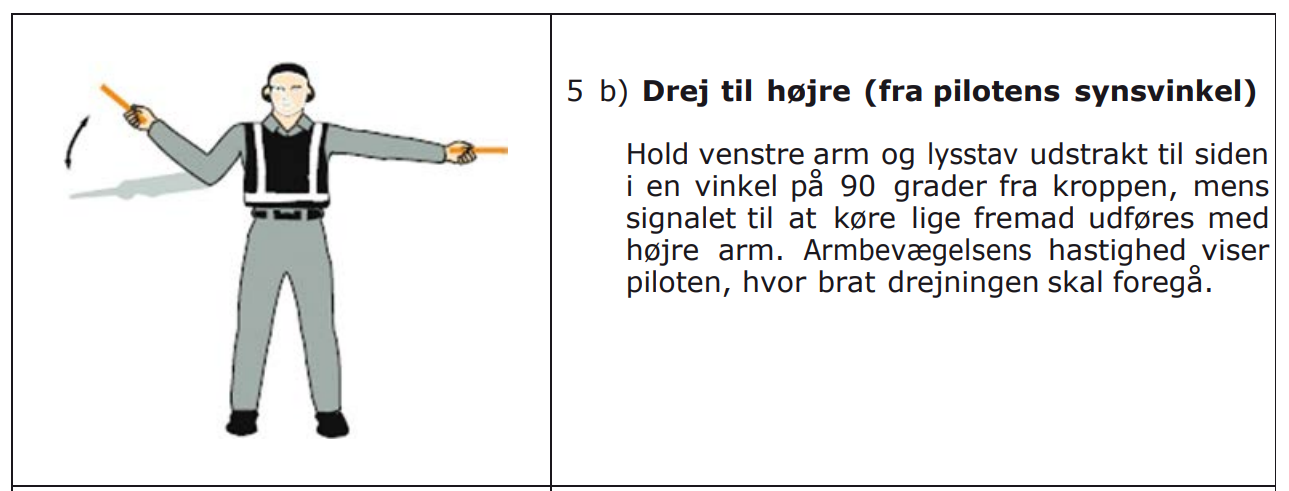 5 b) Drej til højre (fra pilotens synsvinkel)
Hold venstre arm og lysstav udstrakt til siden
i en vinkel på 90 grader fra kroppen, mens
signalet til at køre lige fremad udføres med
højre arm. Armbevægelsens hastighed viser
piloten, hvor brat drejningen skal foregå.